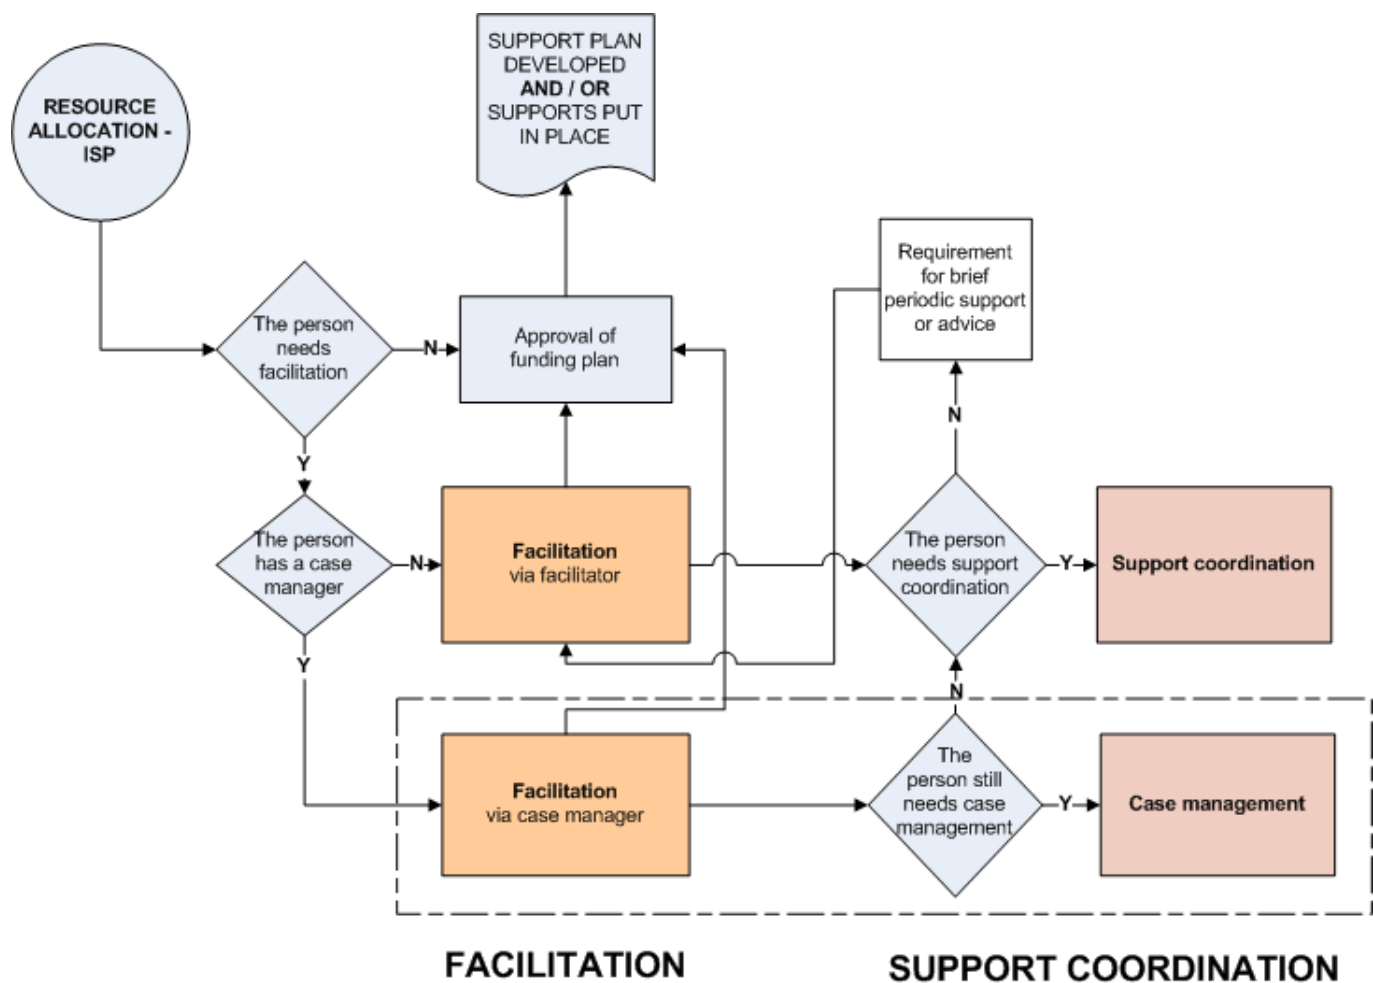 RESOURCE
ALLOCATION -
ISP
SUPPORT PLAN
DEVELOPED
AND / OR
SUPPORTS PUT
IN PLACE
The person
needs
facilitation
N
Approval of
funding plan
Requirement
for brief
periodic support
or advice
Y
N
The person
has a case
manager
N
Facilitation
via facilitator
The person
needs support
coordination
Y
Support coordination
Y
N
Facilitation
via case manager
The
person still
needs case
management
Y
Case management
FACILITATION
SUPPORT COORDINATION